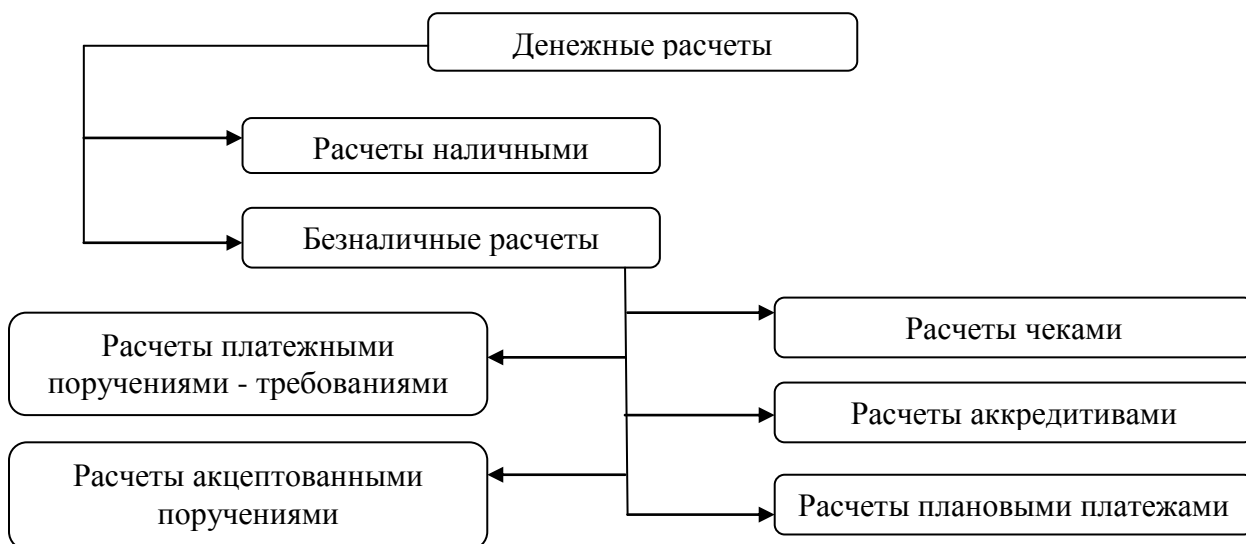 Денежные расчеты
Расчеты наличными
Безналичные расчеты
Расчеты чеками
Расчеты платежными
поручениями - требованиями
Расчеты аккредитивами
Расчеты акцептованными
поручениями
Расчеты плановыми платежами